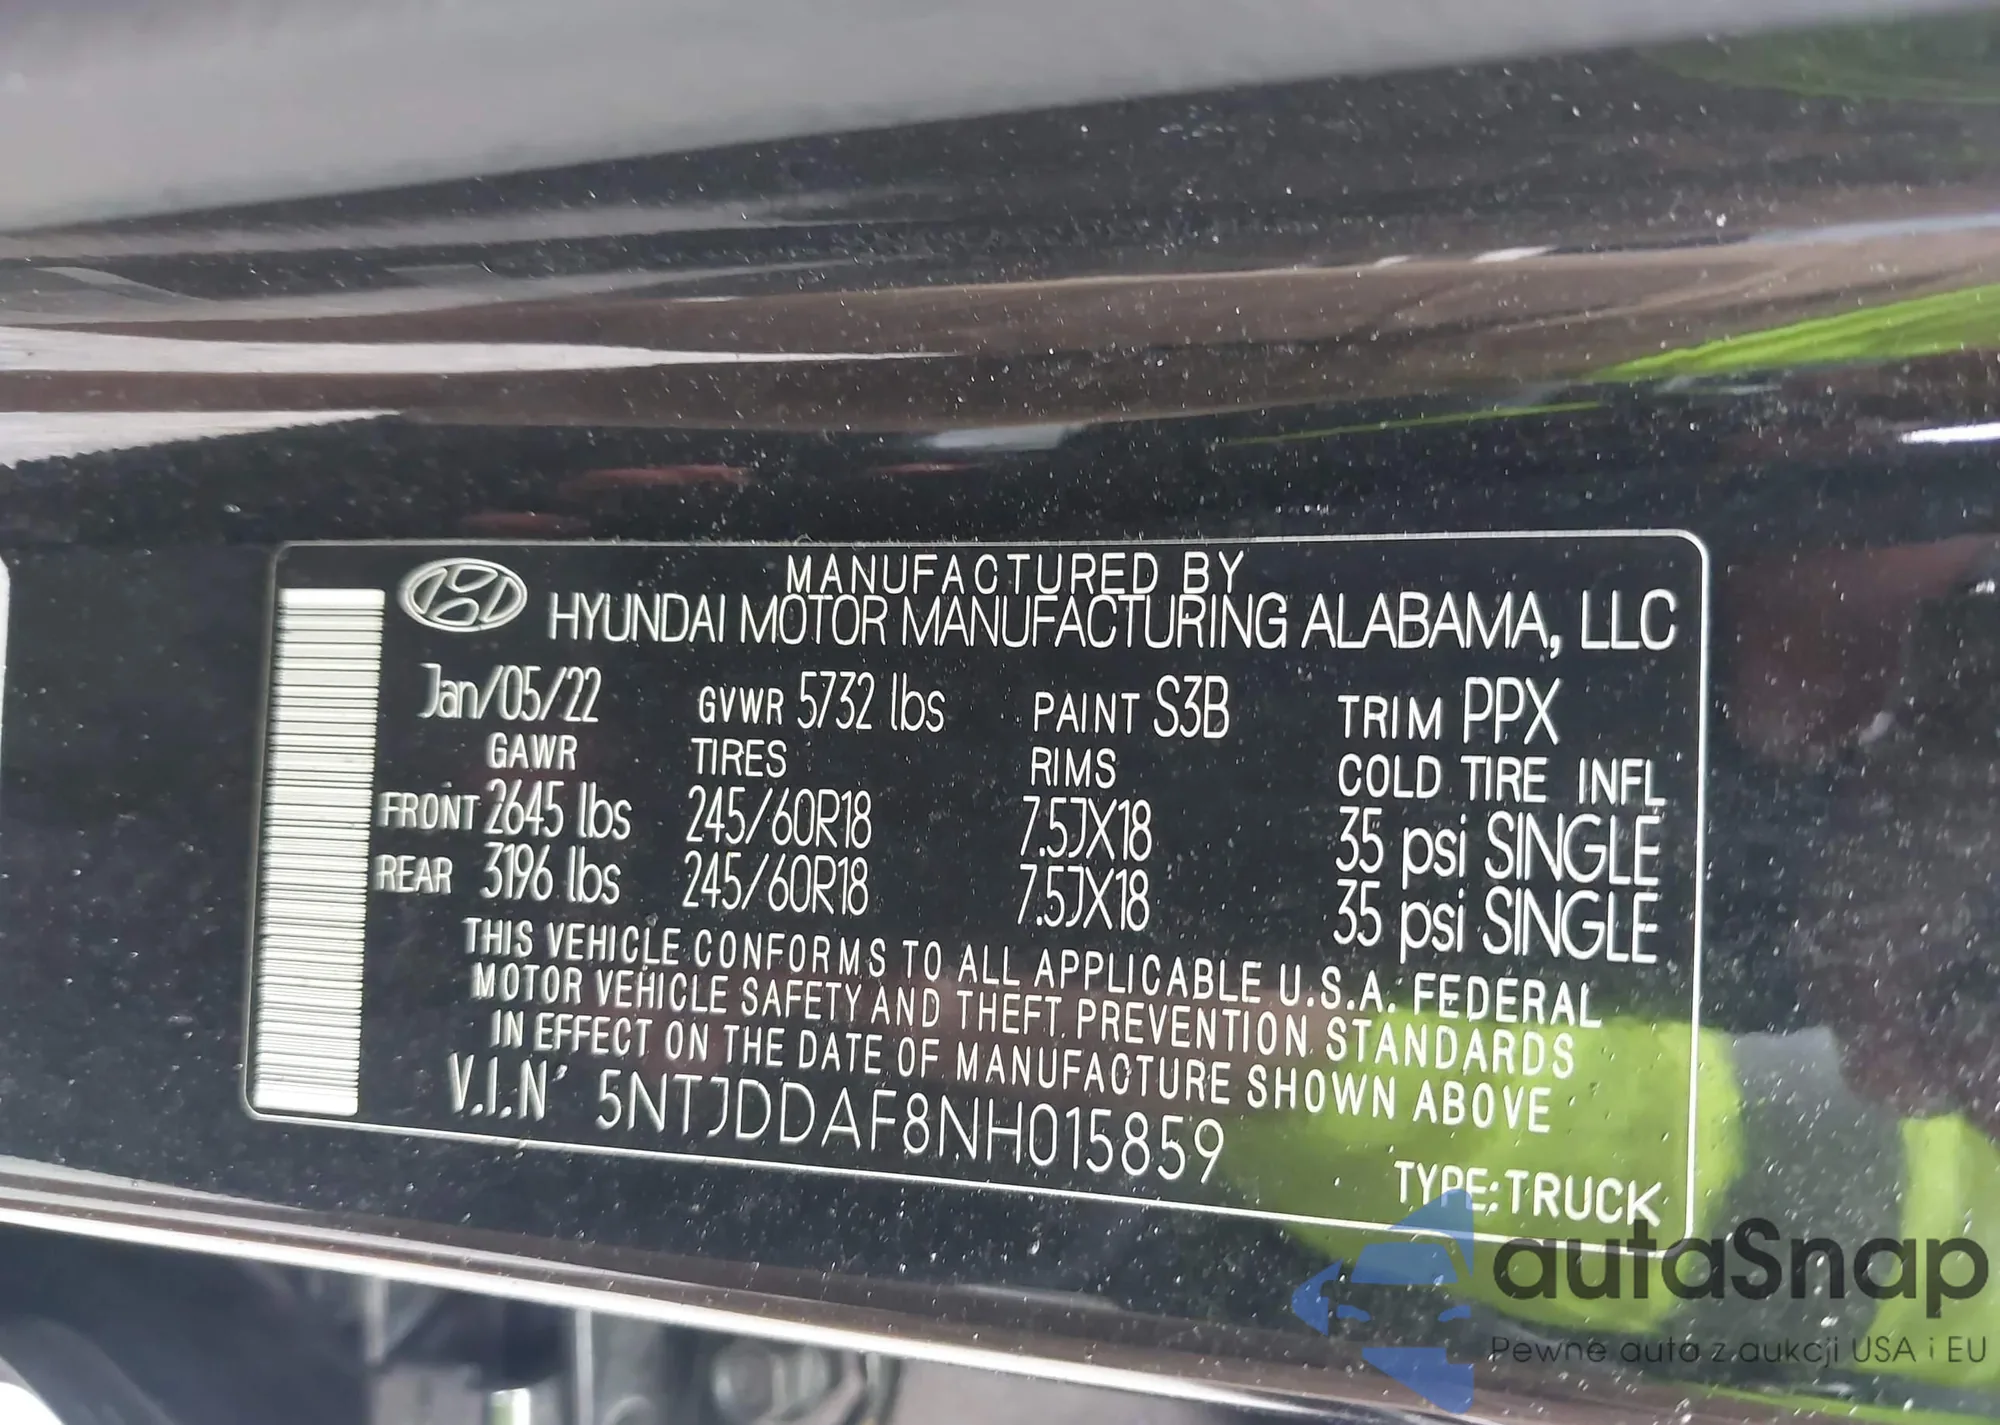 MANUFACTURED BY
HYUNDAI MOTOR MANUFACTURING ALABAMA, LLC
Jan/05/22 GVWR 5732 lbs PAINT S3B TRIM PPX
GAWR TIRES RIMS COLD TIRE INFL
FRONT 2645 lbs 245/60R18 7.5JX18 35 psi SINGLE
REAR 3196 lbs 245/60R18 7.5JX18 35 psi SINGLE
THIS VEHICLE CONFORMS TO ALL APPLICABLE U.S.A. FEDERAL
MOTOR VEHICLE SAFETY AND THEFT PREVENTION STANDARDS
IN EFFECT ON THE DATE OF MANUFACTURE SHOWN ABOVE
V.I.N 5NTJDDAF8NH015859
TYPE:TRUCK
autaSnap
Pewne auto z aukcji USA i EU